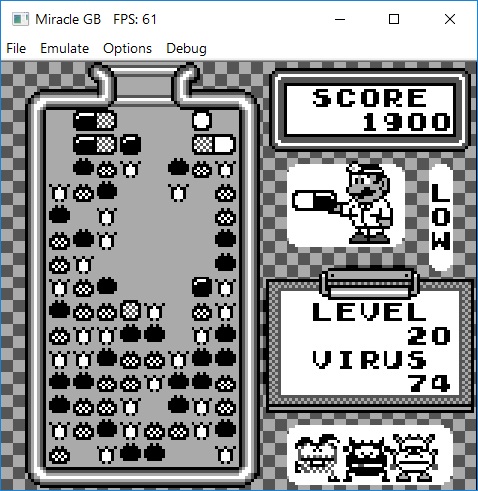 Miracle GB FPS: 61
File Emulate Options Debug
SCORE
1900
LOW
LEVEL
20
VIRUS
74